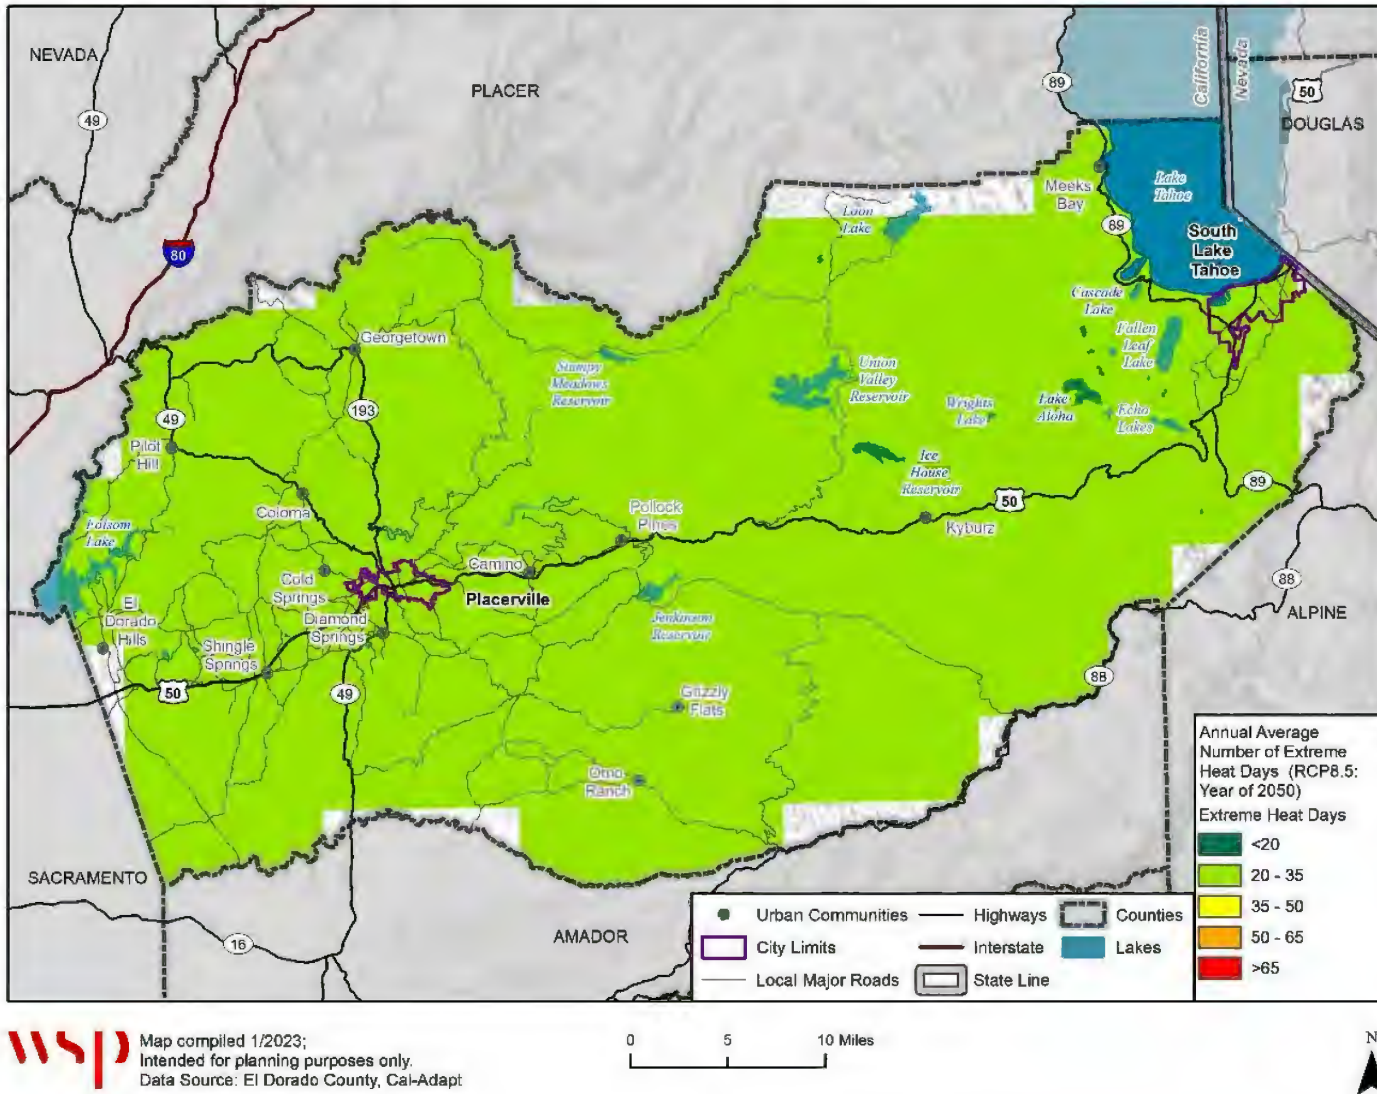 NEVADA
PLACER
California
Nevada
DOUGLAS
49
80
89
50
Lake
Tahoe
Meeks
Bay
89
South
Lake
Tahoe
Loon
Lake
Cascade
Lake
Fallen
Leaf
Lake
Georgetown
Stumpy
Meadows
Reservoir
Union
Valley
Reservoir
Wrights
Lake
Lake
Aloha
Echo
Lakes
49
193
Pilot
Hill
Ice
House
Reservoir
89
50
Coloma
Pollock
Pines
Kyburz
Folsom
Lake
Camino
Cold
Springs
Placerville
88
ALPINE
El
Dorado
Hills
Diamond
Springs
Jenkinson
Reservoir
Shingle
Springs
50
49
88
Grizzly
Flats
Omo
Ranch
SACRAMENTO
16
AMADOR
Annual Average
Number of Extreme
Heat Days (RCP8.5:
Year of 2050)
Extreme Heat Days
<20
20 - 35
35 - 50
50 - 65
>65
Urban Communities
Highways
Counties
City Limits
Interstate
Lakes
Local Major Roads
State Line
wsp
Map compiled 1/2023;
Intended for planning purposes only.
Data Source: El Dorado County, Cal-Adapt
0 5 10 Miles
N